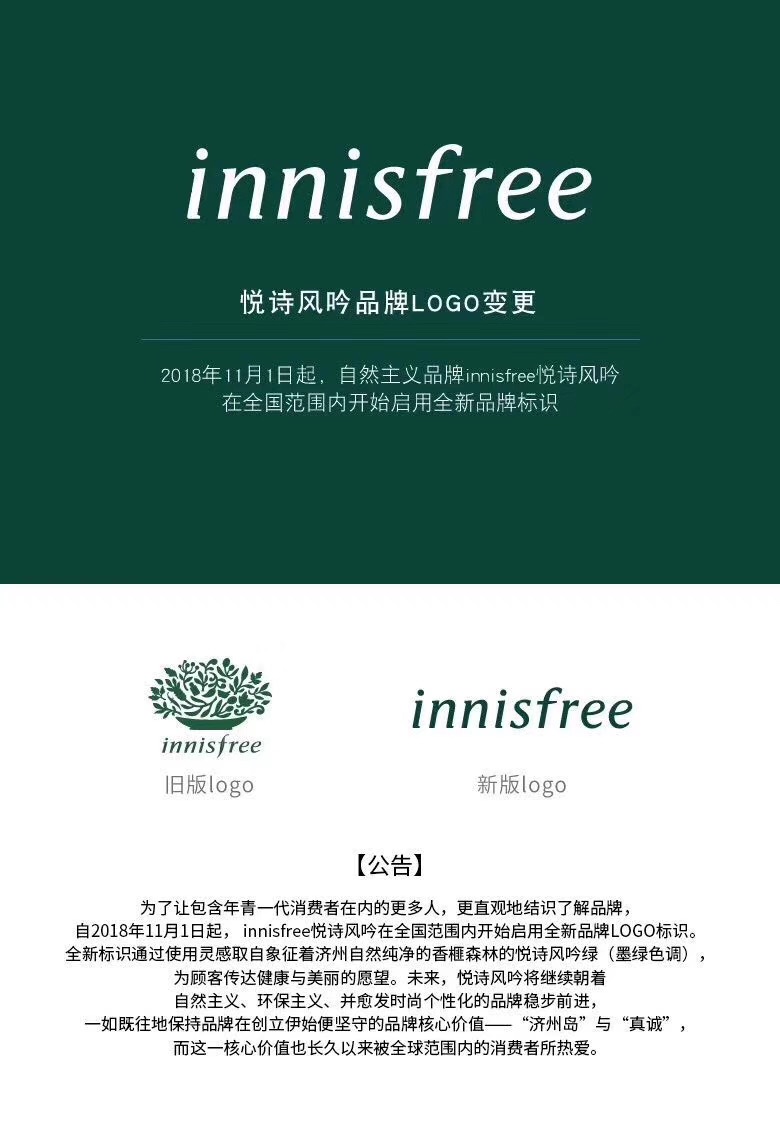 innisfree
悦诗风吟品牌LOGO变更
2018年11月1日起，自然主义品牌innisfree悦诗风吟
在全国范围内开始启用全新品牌标识
innisfree
旧版logo
innisfree
新版logo
【公告】
为了让包含年青一代消费者在内的更多人，更直观地结识了解品牌，
自2018年11月1日起， innisfree悦诗风吟在全国范围内开始启用全新品牌LOGO标识。
全新标识通过使用灵感取自象征着济州自然纯净的香榧森林的悦诗风吟绿（墨绿色调），
为顾客传达健康与美丽的愿望。未来，悦诗风吟将继续朝着
自然主义、环保主义、并愈发时尚个性化的品牌稳步前进，
一如既往地保持品牌在创立伊始便坚守的品牌核心价值——“济州岛”与“真诚”，
而这一核心价值也长久以来被全球范围内的消费者所热爱。